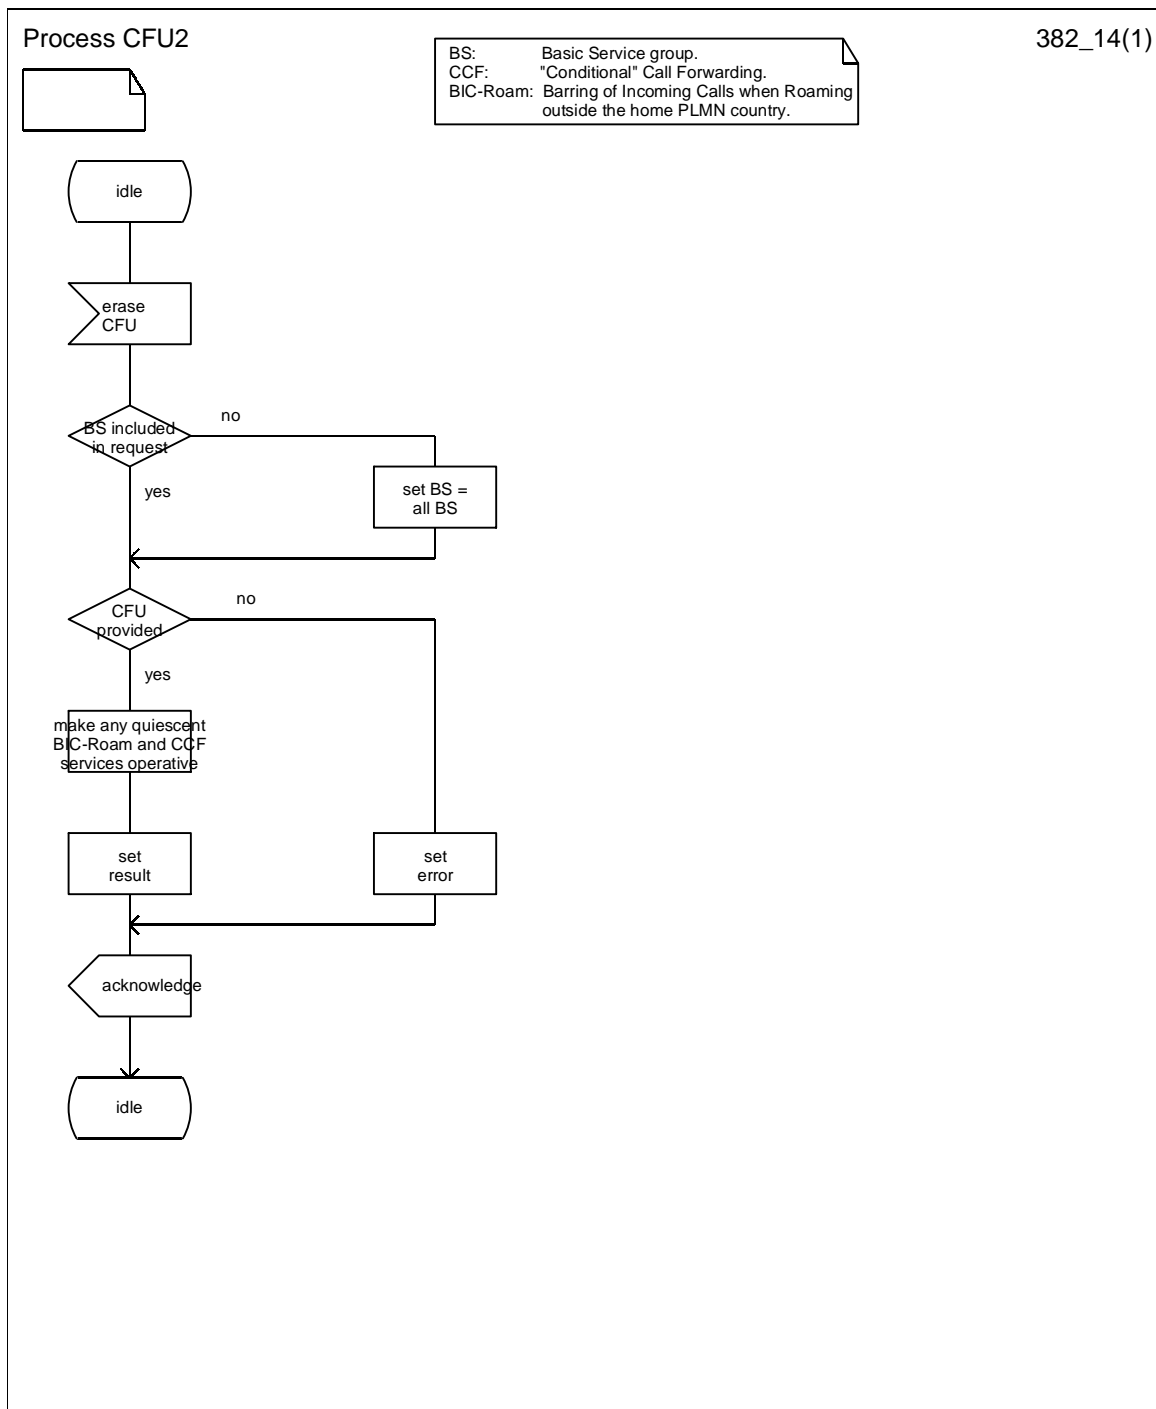 Process CFU2
382_14(1)
BS: Basic Service group.
CCF: "Conditional" Call Forwarding.
BIC-Roam: Barring of Incoming Calls when Roaming
outside the home PLMN country.
idle
erase
CFU
BS included
in request
no
yes
set BS =
all BS
CFU
provided
no
yes
make any quiescent
BIC-Roam and CCF
services operative
set
result
set
error
acknowledge
idle